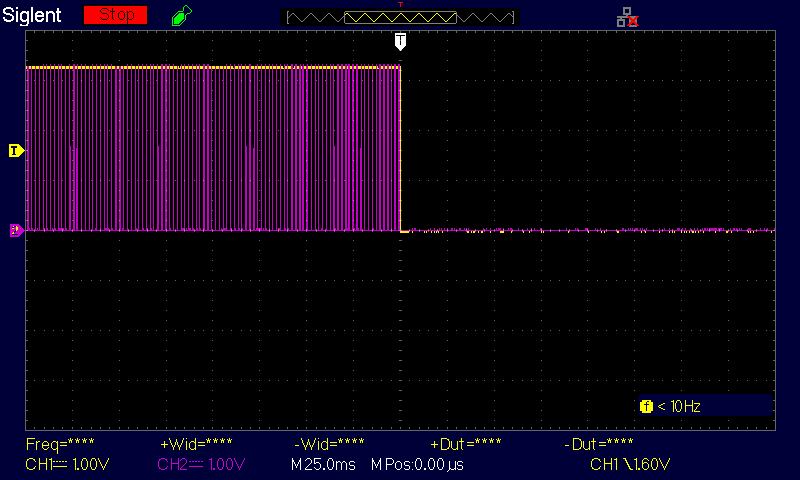 Siglent Stop T
T
T
f < 10Hz
Freq=**** +Wid=**** -Wid=**** +Dut=**** -Dut=****
CH1 1.00V CH2 1.00V M25.0ms M Pos:0.00µs CH1 1.60V